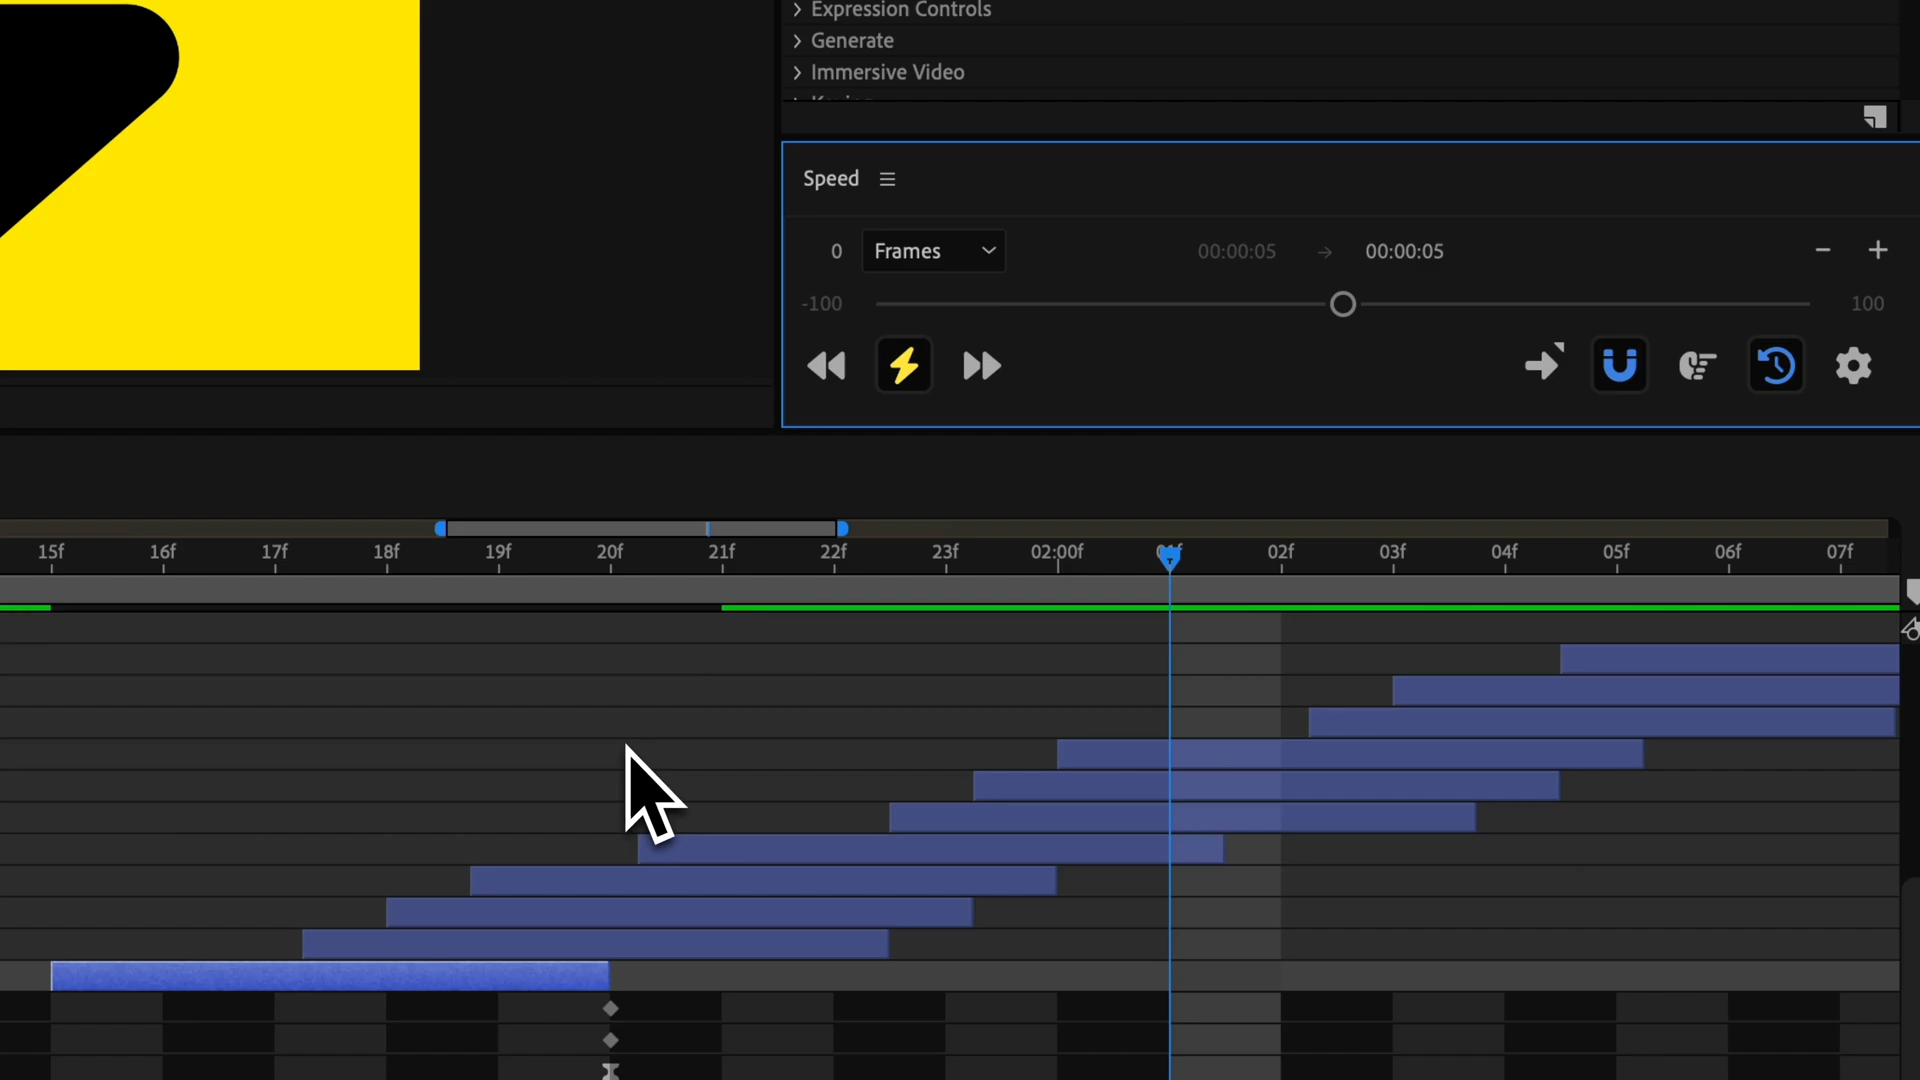 Expression Controls
Generate
Immersive Video
Speed
0 Frames 00:00:05 → 00:00:05 − +
-100 100
15f 16f 17f 18f 19f 20f 21f 22f 23f 02:00f 01f 02f 03f 04f 05f 06f 07f